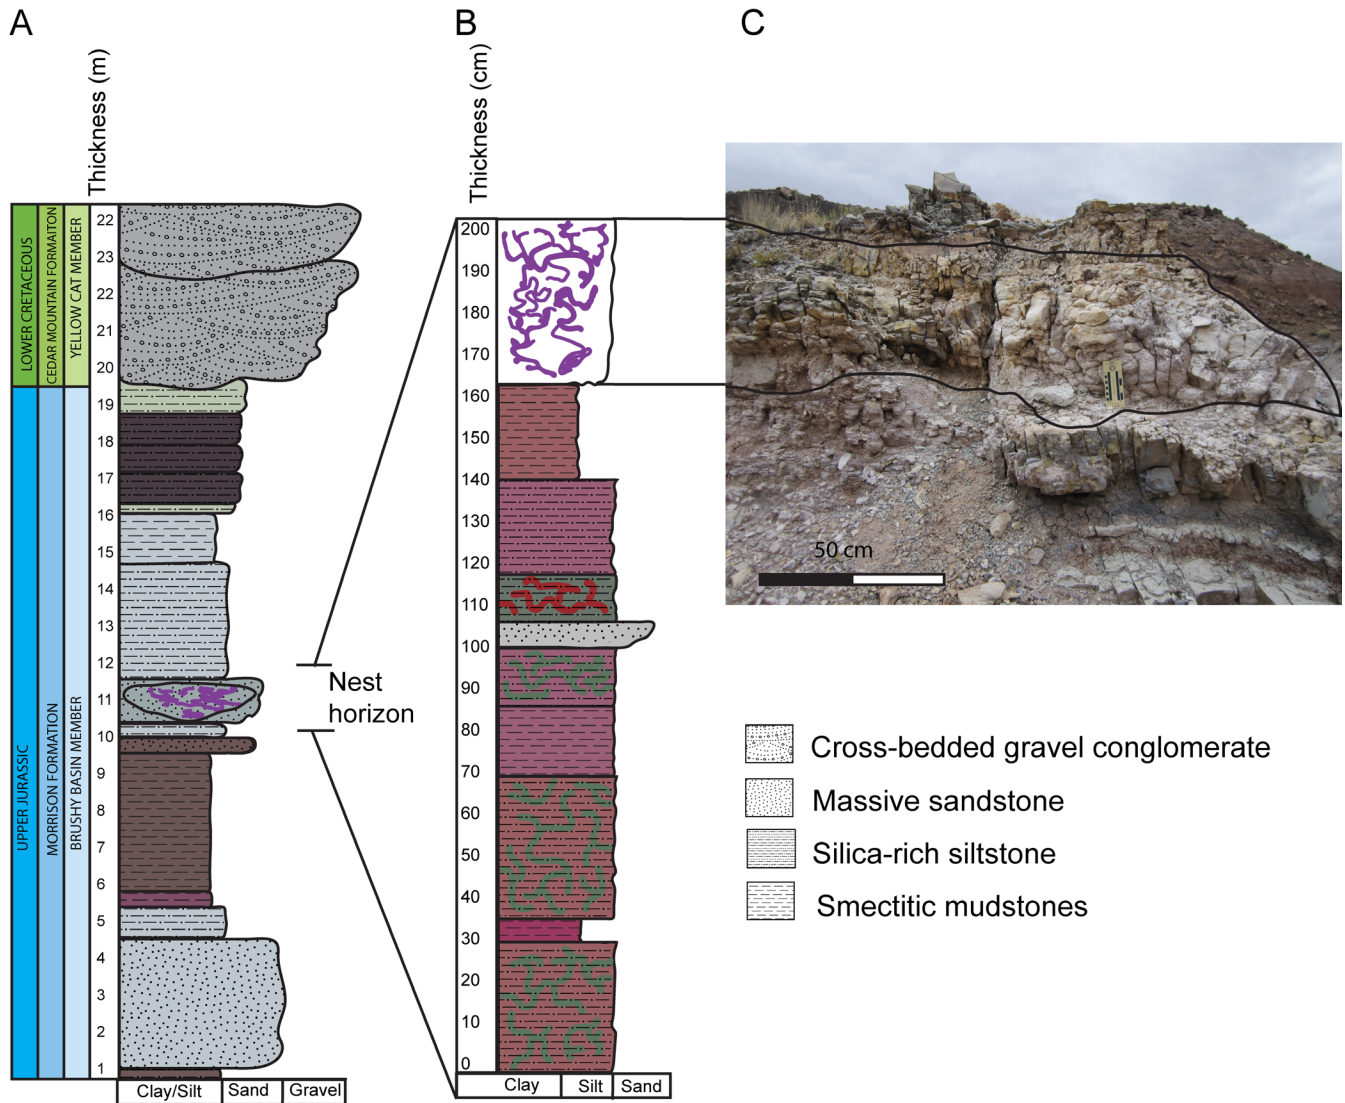 A
B
C
Thickness (m)
Thickness (cm)
LOWER CRETACEOUS
CEDAR MOUNTAIN FORMAITON
YELLOW CAT MEMBER
UPPER JURASSIC
MORRISON FORMATION
BRUSHY BASIN MEMBER
22
23
22
21
20
19
18
17
16
15
14
13
12
11
10
9
8
7
6
5
4
3
2
1
Clay/Silt Sand Gravel
Nest
horizon
200
190
180
170
160
150
140
130
120
110
100
90
80
70
60
50
40
30
20
10
0
Clay Silt Sand
50 cm
Cross-bedded gravel conglomerate
Massive sandstone
Silica-rich siltstone
Smectitic mudstones